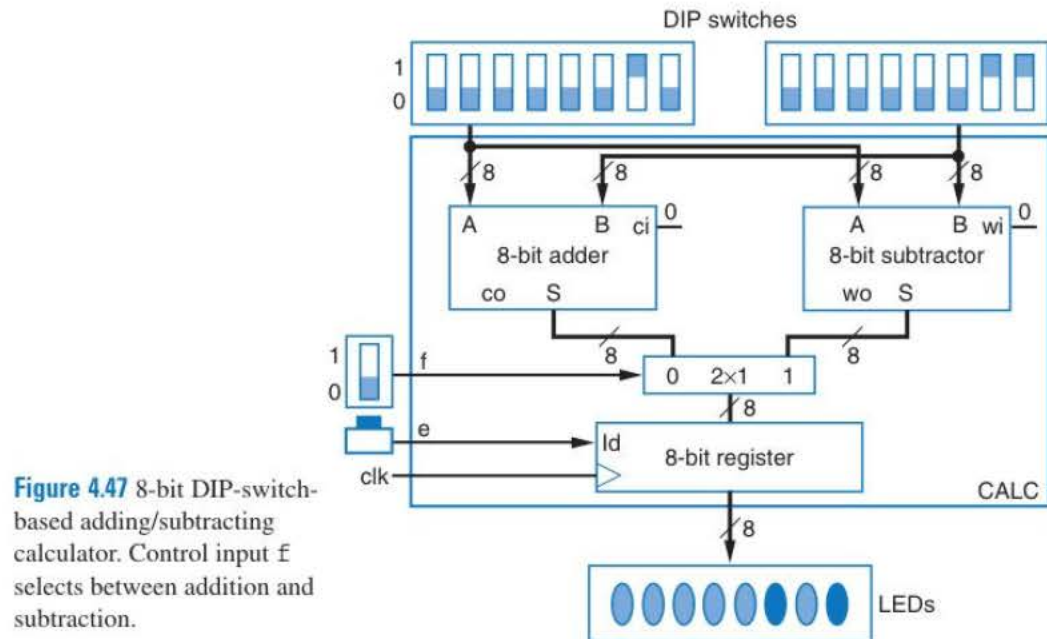 DIP switches
1
0
8
8
8
8
A
B
ci
0
8-bit adder
co
S
A
B
wi
0
8-bit subtractor
wo
S
8
8
1
0
f
0
2×1
1
8
e
ld
8-bit register
clk
CALC
8
LEDs
Figure 4.47 8-bit DIP-switch-
based adding/subtracting
calculator. Control input f
selects between addition and
subtraction.